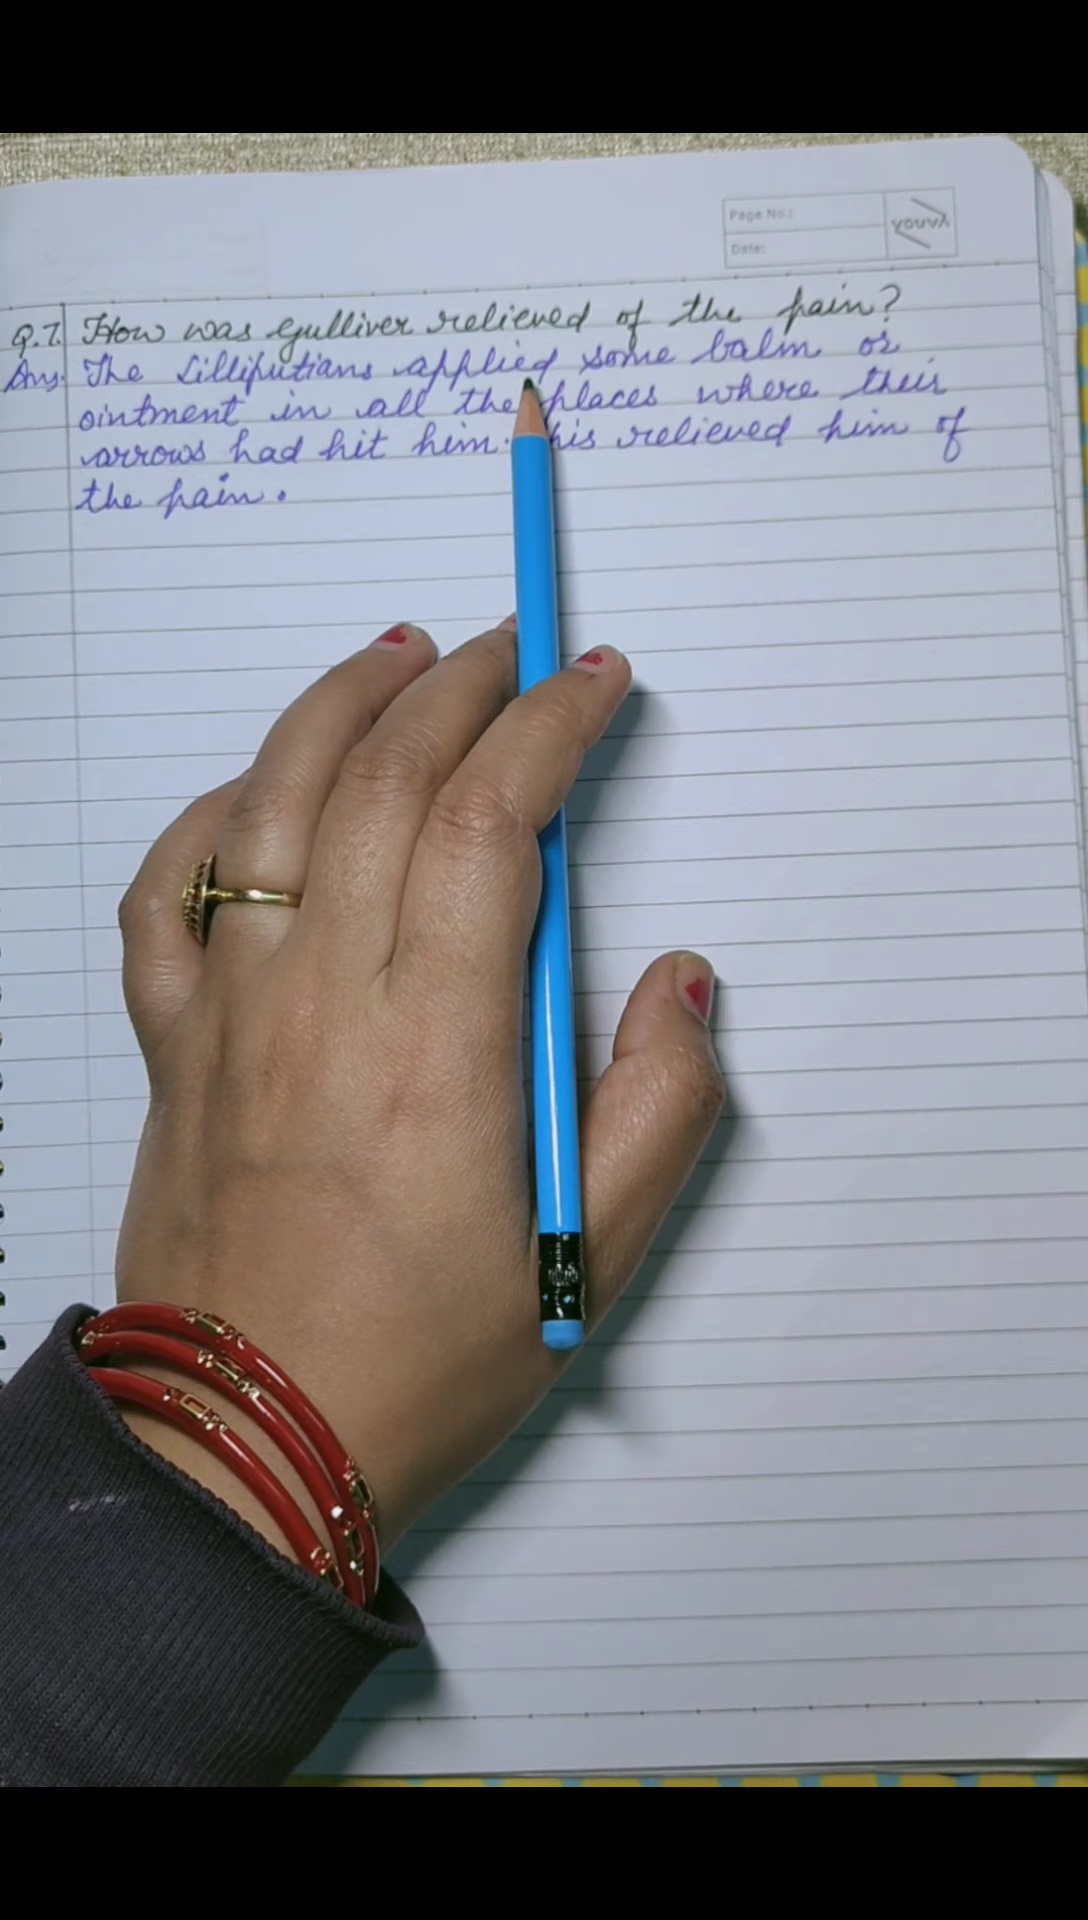 Page No.:
Date:
YOUVA
Q.7. How was Gulliver relieved of the pain?
Ans. The Lilliputians applied some balm or
ointment in all the places where their
arrows had hit him. his relieved him of
the pain.